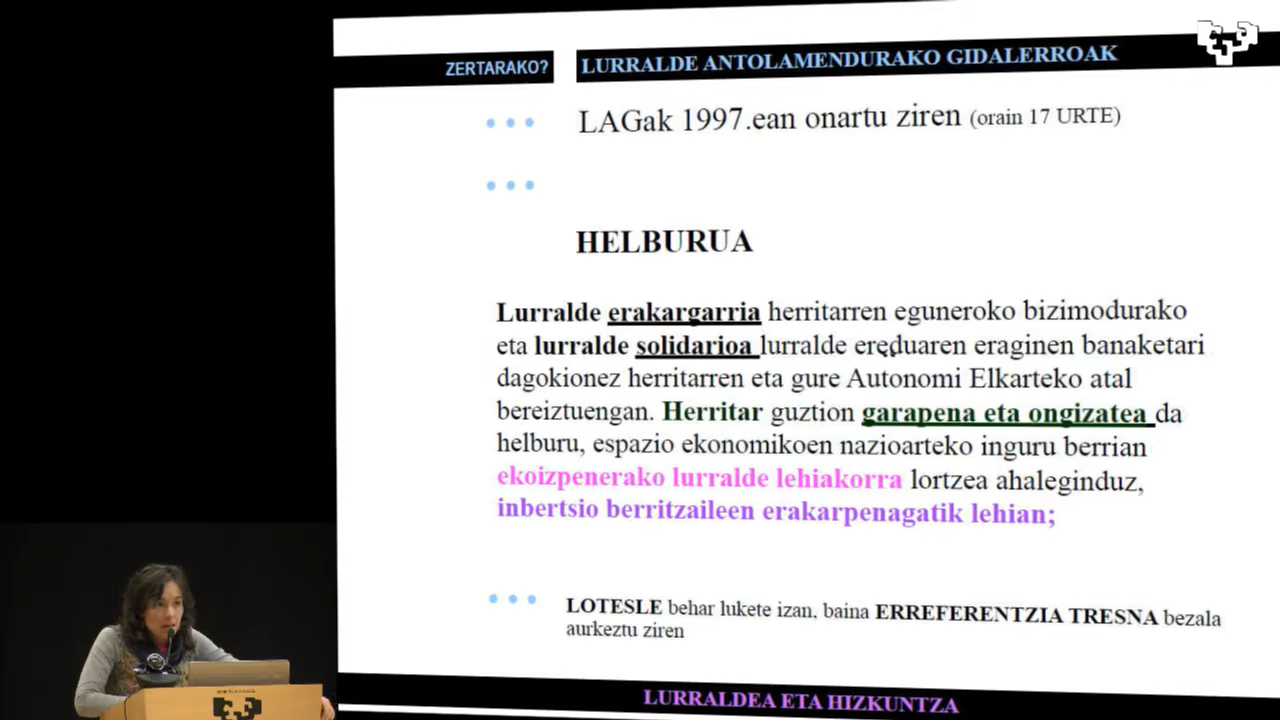 ZERTARAKO?
LURRALDE ANTOLAMENDURAKO GIDALERROAK
LAGak 1997.ean onartu ziren (orain 17 URTE)
HELBURUA
Lurralde erakargarria herritarren eguneroko bizimodurako
eta lurralde solidarioa lurralde ereduaren eraginen banaketari
dagokionez herritarren eta gure Autonomi Elkarteko atal
bereiztuengan. Herritar guztion garapena eta ongizatea da
helburu, espazio ekonomikoen nazioarteko inguru berrian
ekoizpenerako lurralde lehiakorra lortzea ahaleginduz,
inbertsio berritzaileen erakarpenagatik lehian;
LOTESLE behar lukete izan, baina ERREFERENTZIA TRESNA bezala
aurkeztu ziren
LURRALDEA ETA HIZKUNTZA